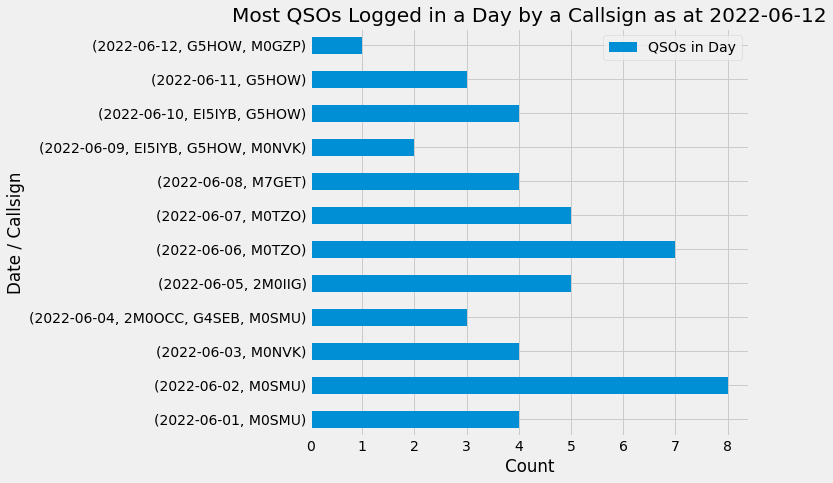 Most QSOs Logged in a Day by a Callsign as at 2022-06-12
QSOs in Day
Date / Callsign
(2022-06-12, G5HOW, M0GZP)
(2022-06-11, G5HOW)
(2022-06-10, EI5IYB, G5HOW)
(2022-06-09, EI5IYB, G5HOW, M0NVK)
(2022-06-08, M7GET)
(2022-06-07, M0TZO)
(2022-06-06, M0TZO)
(2022-06-05, 2M0IIG)
(2022-06-04, 2M0OCC, G4SEB, M0SMU)
(2022-06-03, M0NVK)
(2022-06-02, M0SMU)
(2022-06-01, M0SMU)
0 1 2 3 4 5 6 7 8
Count